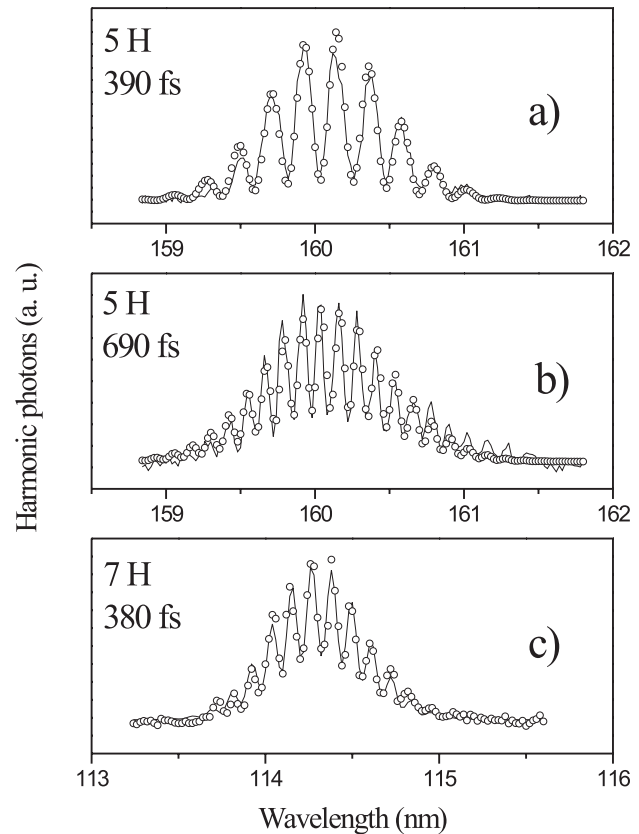 5 H
390 fs
a)
159
160
161
162
5 H
690 fs
b)
159
160
161
162
7 H
380 fs
c)
113
114
115
116
Harmonic photons (a. u.)
Wavelength (nm)